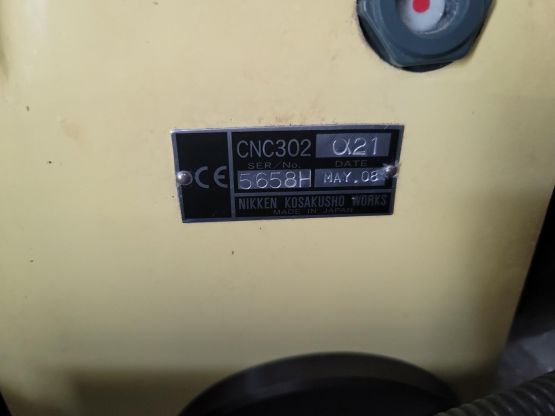 CNC302 α21
SER/No. DATE
CE 5658H MAY.08
NIKKEN KOSAKUSHO WORKS
MADE IN JAPAN